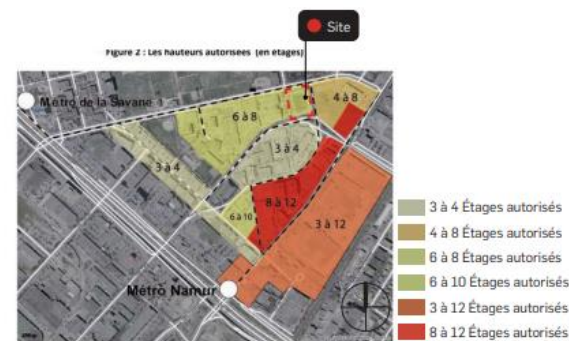 Site
Figure 2 : Les hauteurs autorisées (en étages)
Métro de la Savane
4 à 8
6 à 8
3 à 4
3 à 4
8 à 12
6 à 10
3 à 12
Métro Namur
3 à 4 Étages autorisés
4 à 8 Étages autorisés
6 à 8 Étages autorisés
6 à 10 Étages autorisés
3 à 12 Étages autorisés
8 à 12 Étages autorisés